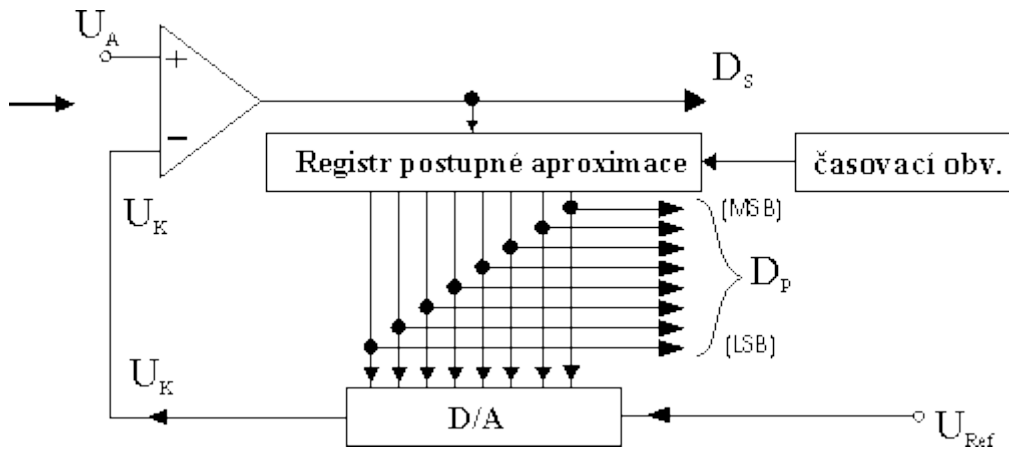 U_A
+
D_s
−
Registr postupné aproximace
časovací obv.
U_K
(MSB)
D_p
(LSB)
U_K
D/A
U_Ref